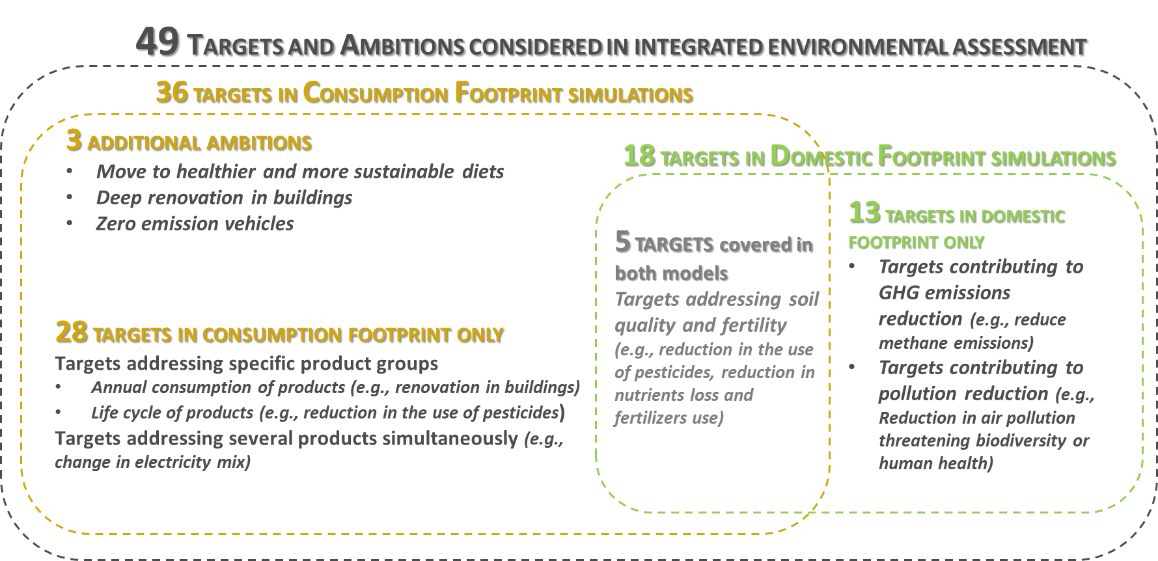 49 Targets and Ambitions considered in integrated environmental assessment
36 targets in Consumption Footprint simulations
3 additional ambitions
• Move to healthier and more sustainable diets
• Deep renovation in buildings
• Zero emission vehicles
28 targets in consumption footprint only
Targets addressing specific product groups
• Annual consumption of products (e.g., renovation in buildings)
• Life cycle of products (e.g., reduction in the use of pesticides)
Targets addressing several products simultaneously (e.g.,
change in electricity mix)
18 targets in Domestic Footprint simulations
5 targets covered in
both models
Targets addressing soil
quality and fertility
(e.g., reduction in the use
of pesticides, reduction in
nutrients loss and
fertilizers use)
13 targets in domestic
footprint only
• Targets contributing to
GHG emissions
reduction (e.g., reduce
methane emissions)
• Targets contributing to
pollution reduction (e.g.,
Reduction in air pollution
threatening biodiversity or
human health)